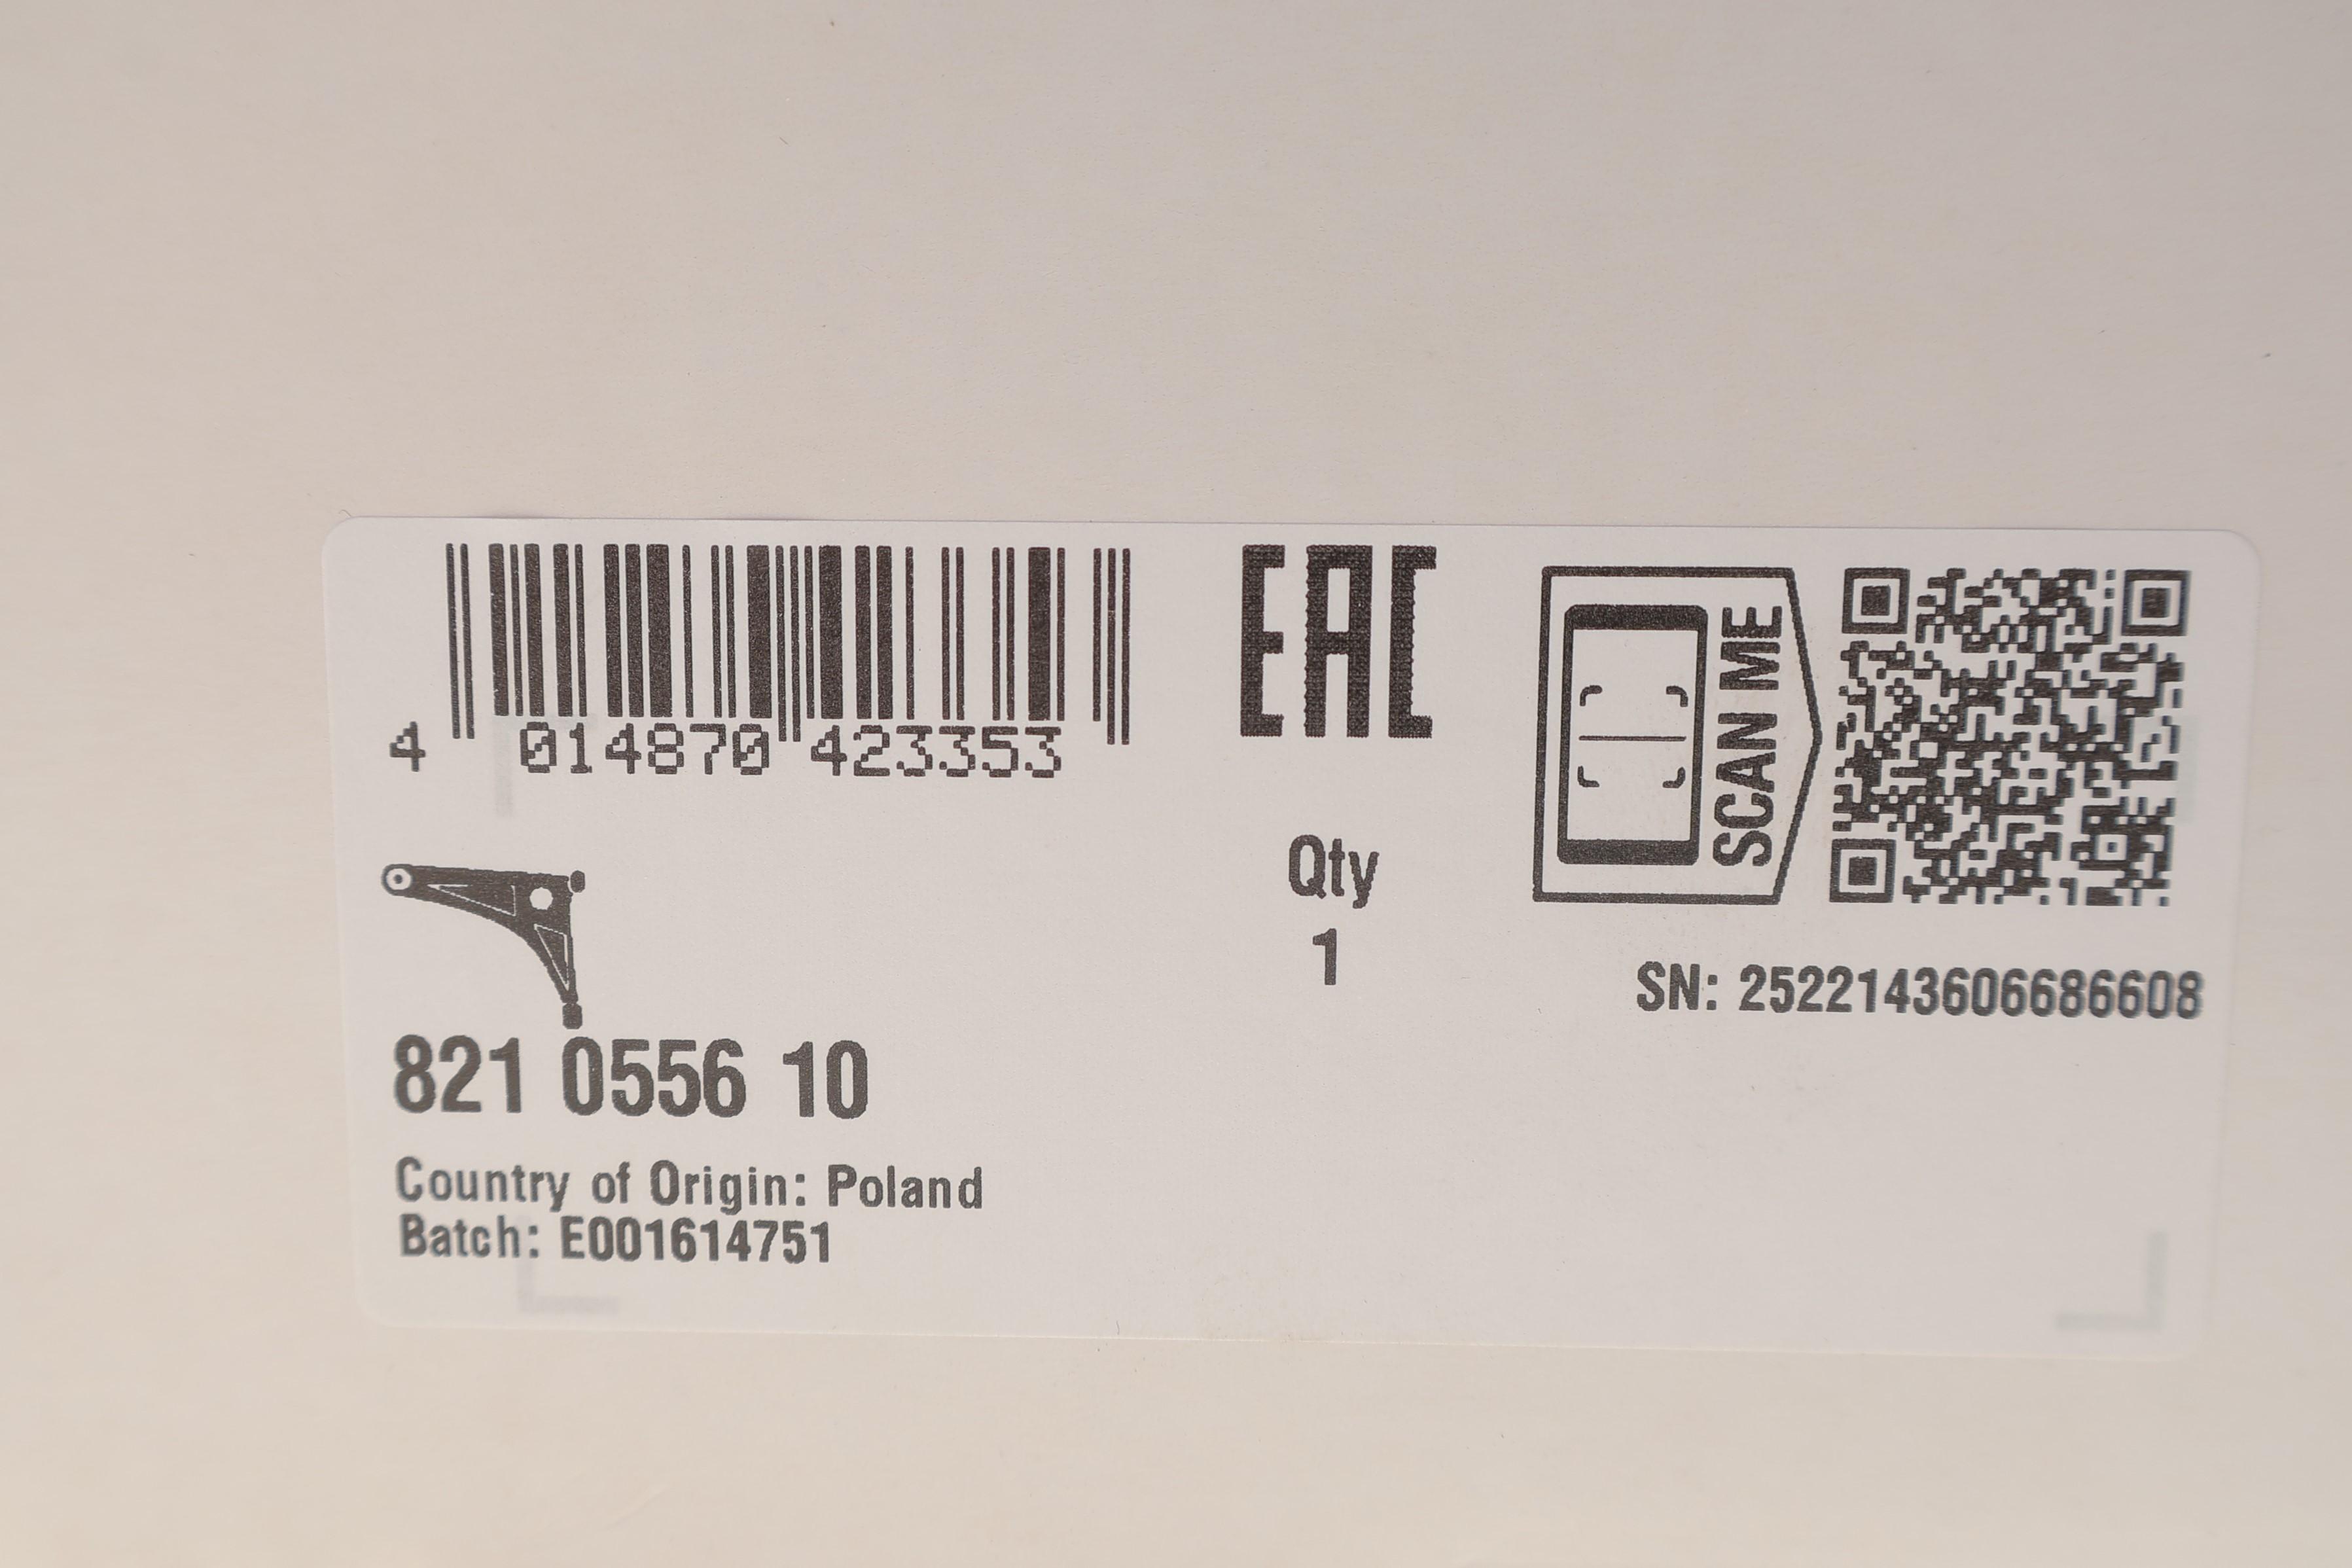 4 014870 423353
EAC
SCAN ME
Qty
1
SN: 2522143606686608
821 0556 10
Country of Origin: Poland
Batch: E001614751